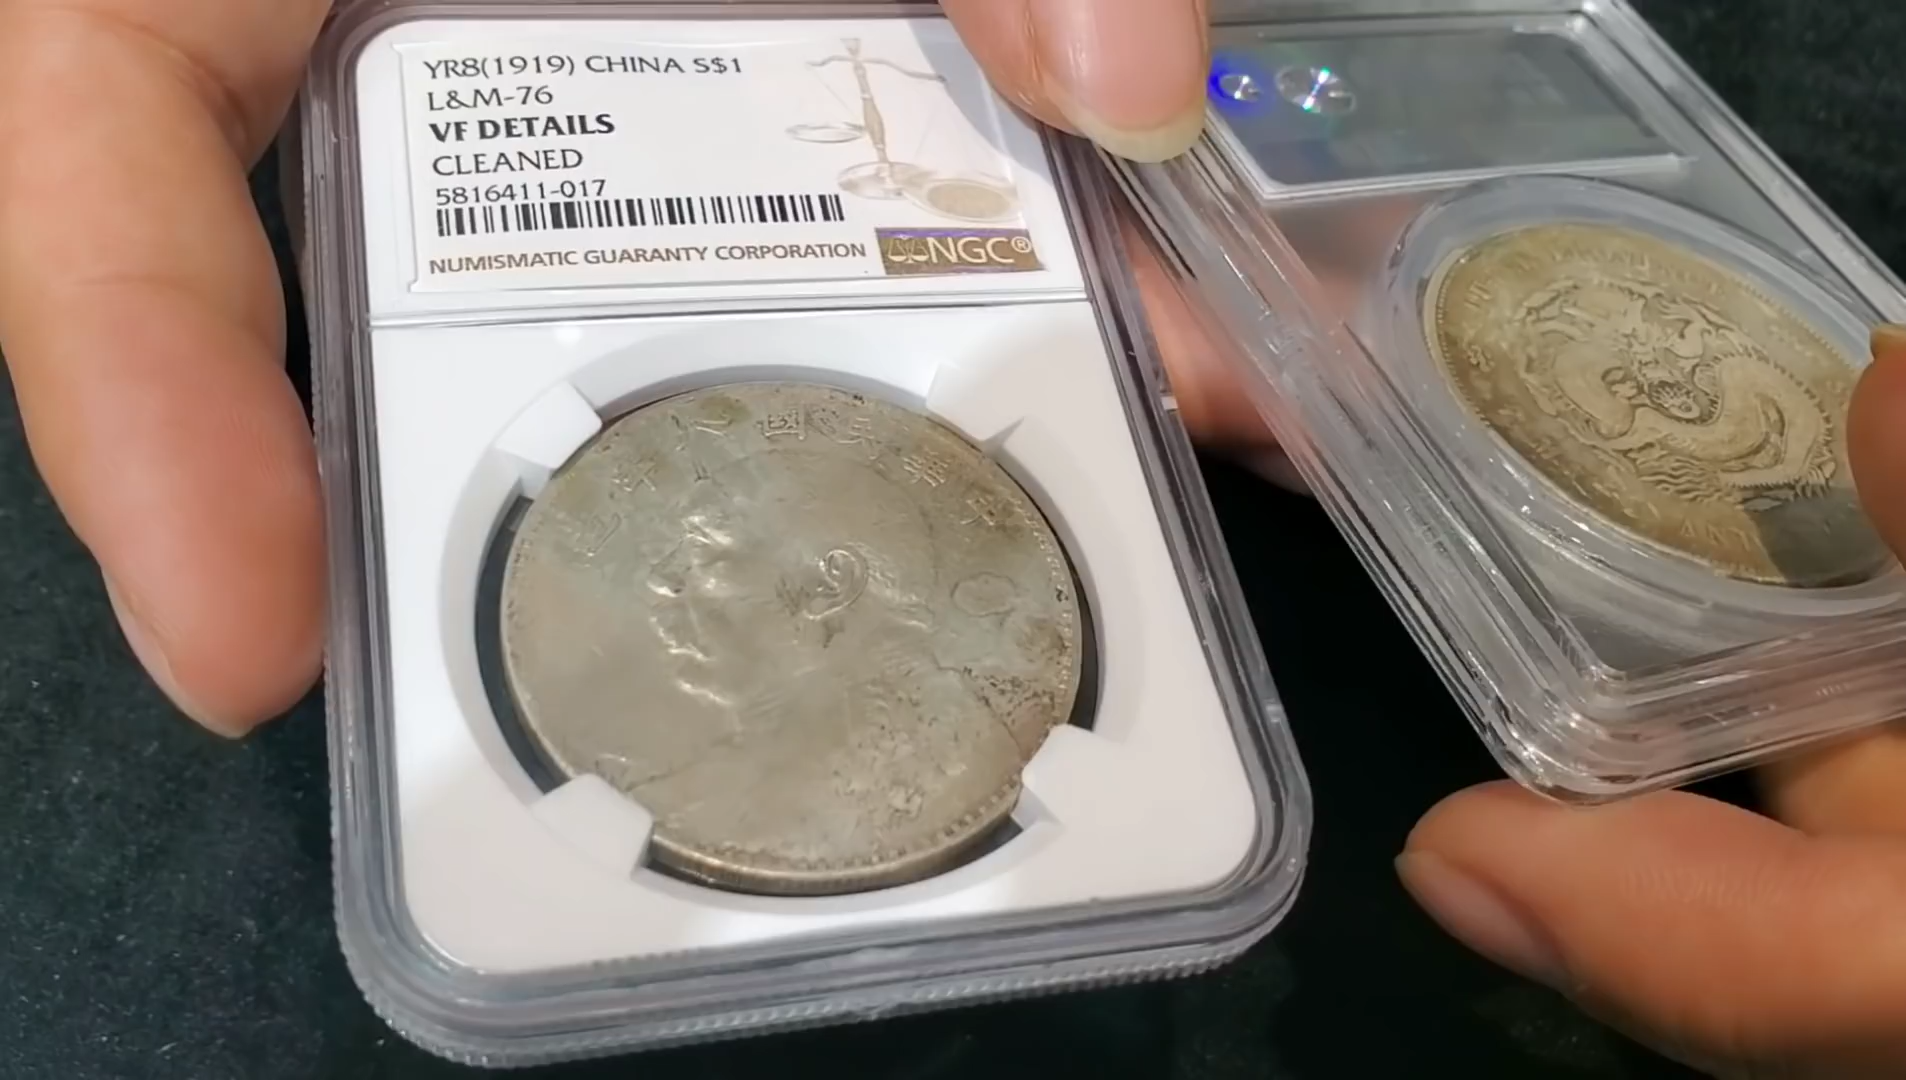 YR8(1919) CHINA S$1
L&M-76
VF DETAILS
CLEANED
5816411-017
NUMISMATIC GUARANTY CORPORATION NGC®
造年八國民華中